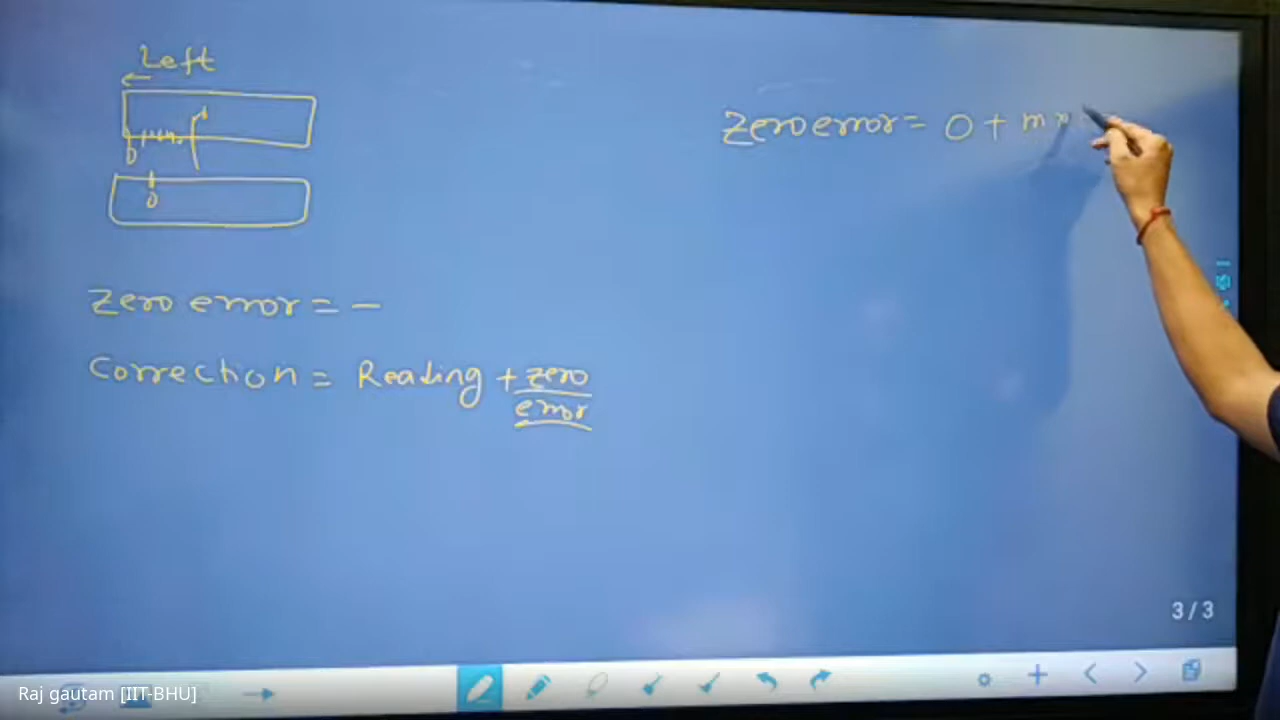 Left
0
0
Zero error = -
Correction = Reading + zero
error
Zero error = 0 + m ×
3/3
Raj gautam [IIT-BHU]